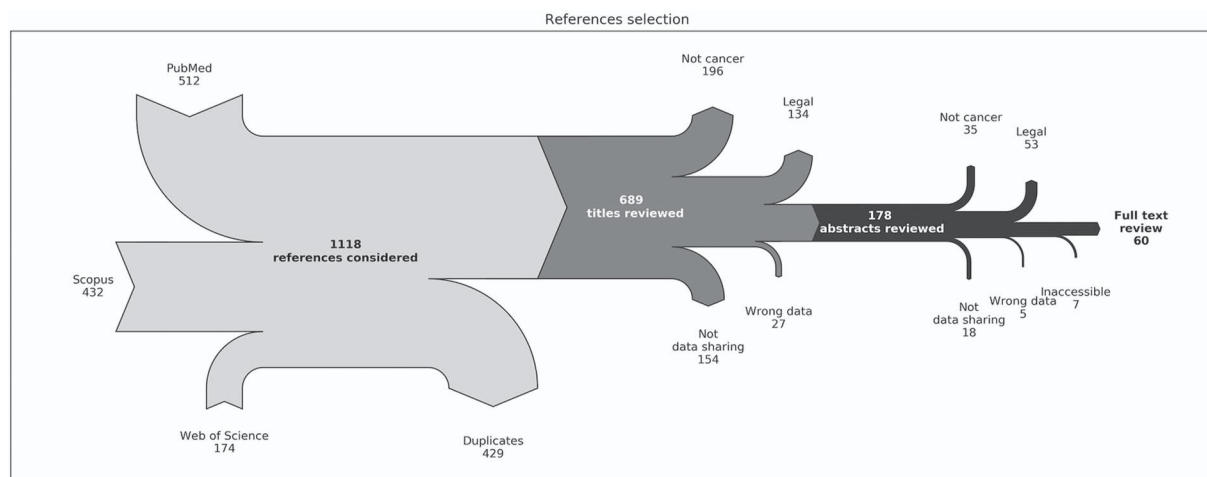 References selection
PubMed
512
Scopus
432
Web of Science
174
1118
references considered
Duplicates
429
689
titles reviewed
Not cancer
196
Legal
134
Not
data sharing
154
Wrong data
27
178
abstracts reviewed
Not cancer
35
Legal
53
Not
data sharing
18
Wrong data
5
Inaccessible
7
Full text
review
60